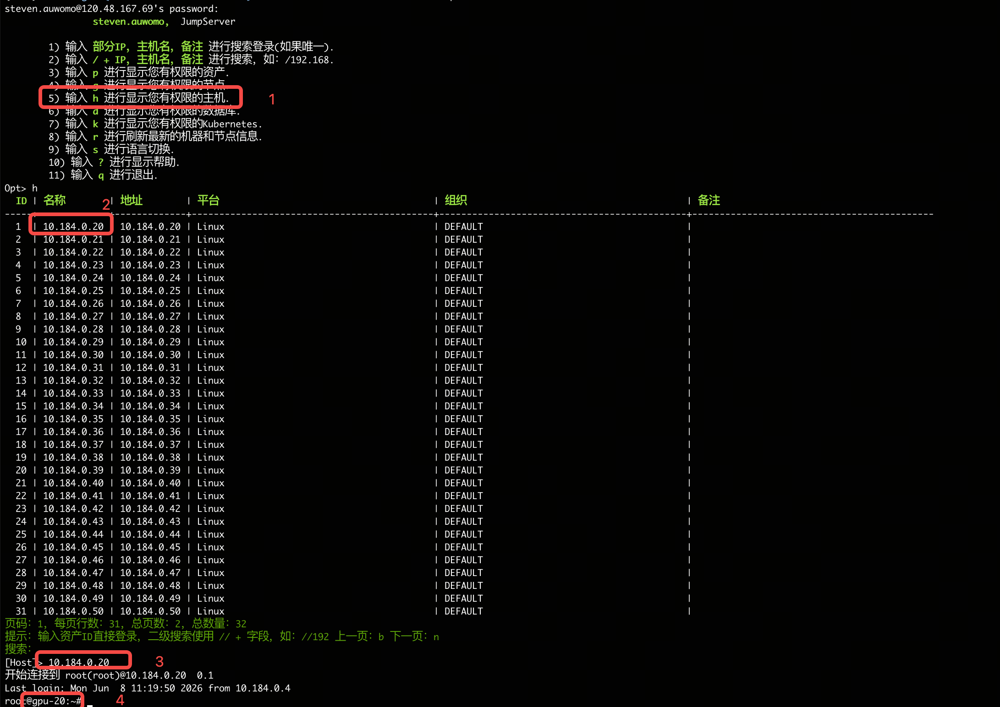 steven.auwomo@120.48.167.69's password:
steven.auwomo,  JumpServer
1) 输入 部分IP，主机名，备注 进行搜索登录(如果唯一).
2) 输入 / + IP，主机名，备注 进行搜索，如：/192.168.
3) 输入 p 进行显示您有权限的资产.
4) 输入 g 进行显示您有权限的节点.
5) 输入 h 进行显示您有权限的主机. 1
6) 输入 d 进行显示您有权限的数据库.
7) 输入 k 进行显示您有权限的Kubernetes.
8) 输入 r 进行刷新最新的机器和节点信息.
9) 输入 s 进行语言切换.
10) 输入 ? 进行显示帮助.
11) 输入 q 进行退出.
Opt> h
ID | 名称 2 | 地址 | 平台 | 组织 | 备注
1 | 10.184.0.20 | 10.184.0.20 | Linux | DEFAULT |
2 | 10.184.0.21 | 10.184.0.21 | Linux | DEFAULT |
3 | 10.184.0.22 | 10.184.0.22 | Linux | DEFAULT |
4 | 10.184.0.23 | 10.184.0.23 | Linux | DEFAULT |
5 | 10.184.0.24 | 10.184.0.24 | Linux | DEFAULT |
6 | 10.184.0.25 | 10.184.0.25 | Linux | DEFAULT |
7 | 10.184.0.26 | 10.184.0.26 | Linux | DEFAULT |
8 | 10.184.0.27 | 10.184.0.27 | Linux | DEFAULT |
9 | 10.184.0.28 | 10.184.0.28 | Linux | DEFAULT |
10 | 10.184.0.29 | 10.184.0.29 | Linux | DEFAULT |
11 | 10.184.0.30 | 10.184.0.30 | Linux | DEFAULT |
12 | 10.184.0.31 | 10.184.0.31 | Linux | DEFAULT |
13 | 10.184.0.32 | 10.184.0.32 | Linux | DEFAULT |
14 | 10.184.0.33 | 10.184.0.33 | Linux | DEFAULT |
15 | 10.184.0.34 | 10.184.0.34 | Linux | DEFAULT |
16 | 10.184.0.35 | 10.184.0.35 | Linux | DEFAULT |
17 | 10.184.0.36 | 10.184.0.36 | Linux | DEFAULT |
18 | 10.184.0.37 | 10.184.0.37 | Linux | DEFAULT |
19 | 10.184.0.38 | 10.184.0.38 | Linux | DEFAULT |
20 | 10.184.0.39 | 10.184.0.39 | Linux | DEFAULT |
21 | 10.184.0.40 | 10.184.0.40 | Linux | DEFAULT |
22 | 10.184.0.41 | 10.184.0.41 | Linux | DEFAULT |
23 | 10.184.0.42 | 10.184.0.42 | Linux | DEFAULT |
24 | 10.184.0.43 | 10.184.0.43 | Linux | DEFAULT |
25 | 10.184.0.44 | 10.184.0.44 | Linux | DEFAULT |
26 | 10.184.0.45 | 10.184.0.45 | Linux | DEFAULT |
27 | 10.184.0.46 | 10.184.0.46 | Linux | DEFAULT |
28 | 10.184.0.47 | 10.184.0.47 | Linux | DEFAULT |
29 | 10.184.0.48 | 10.184.0.48 | Linux | DEFAULT |
30 | 10.184.0.49 | 10.184.0.49 | Linux | DEFAULT |
31 | 10.184.0.50 | 10.184.0.50 | Linux | DEFAULT |
页码：1，每页行数：31，总页数：2，总数量：32
提示：输入资产ID直接登录，二级搜索使用 // + 字段，如：//192 上一页：b 下一页：n
搜索：
[Host]> 10.184.0.20 3
开始连接到 root(root)@10.184.0.20  0.1
Last login: Mon Jun  8 11:19:50 2026 from 10.184.0.4
root@gpu-20:~# 4